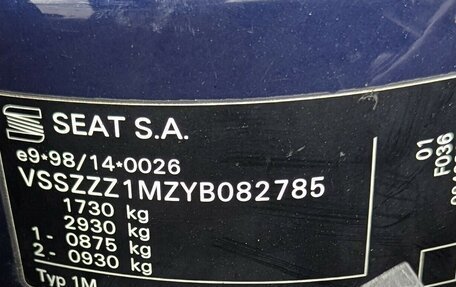 SEAT S.A.
e9*98/14*0026
VSSZZZ1MZYB082785
1730 kg
2930 kg
1- 0875 kg
2- 0930 kg
Typ 1M
01
F036